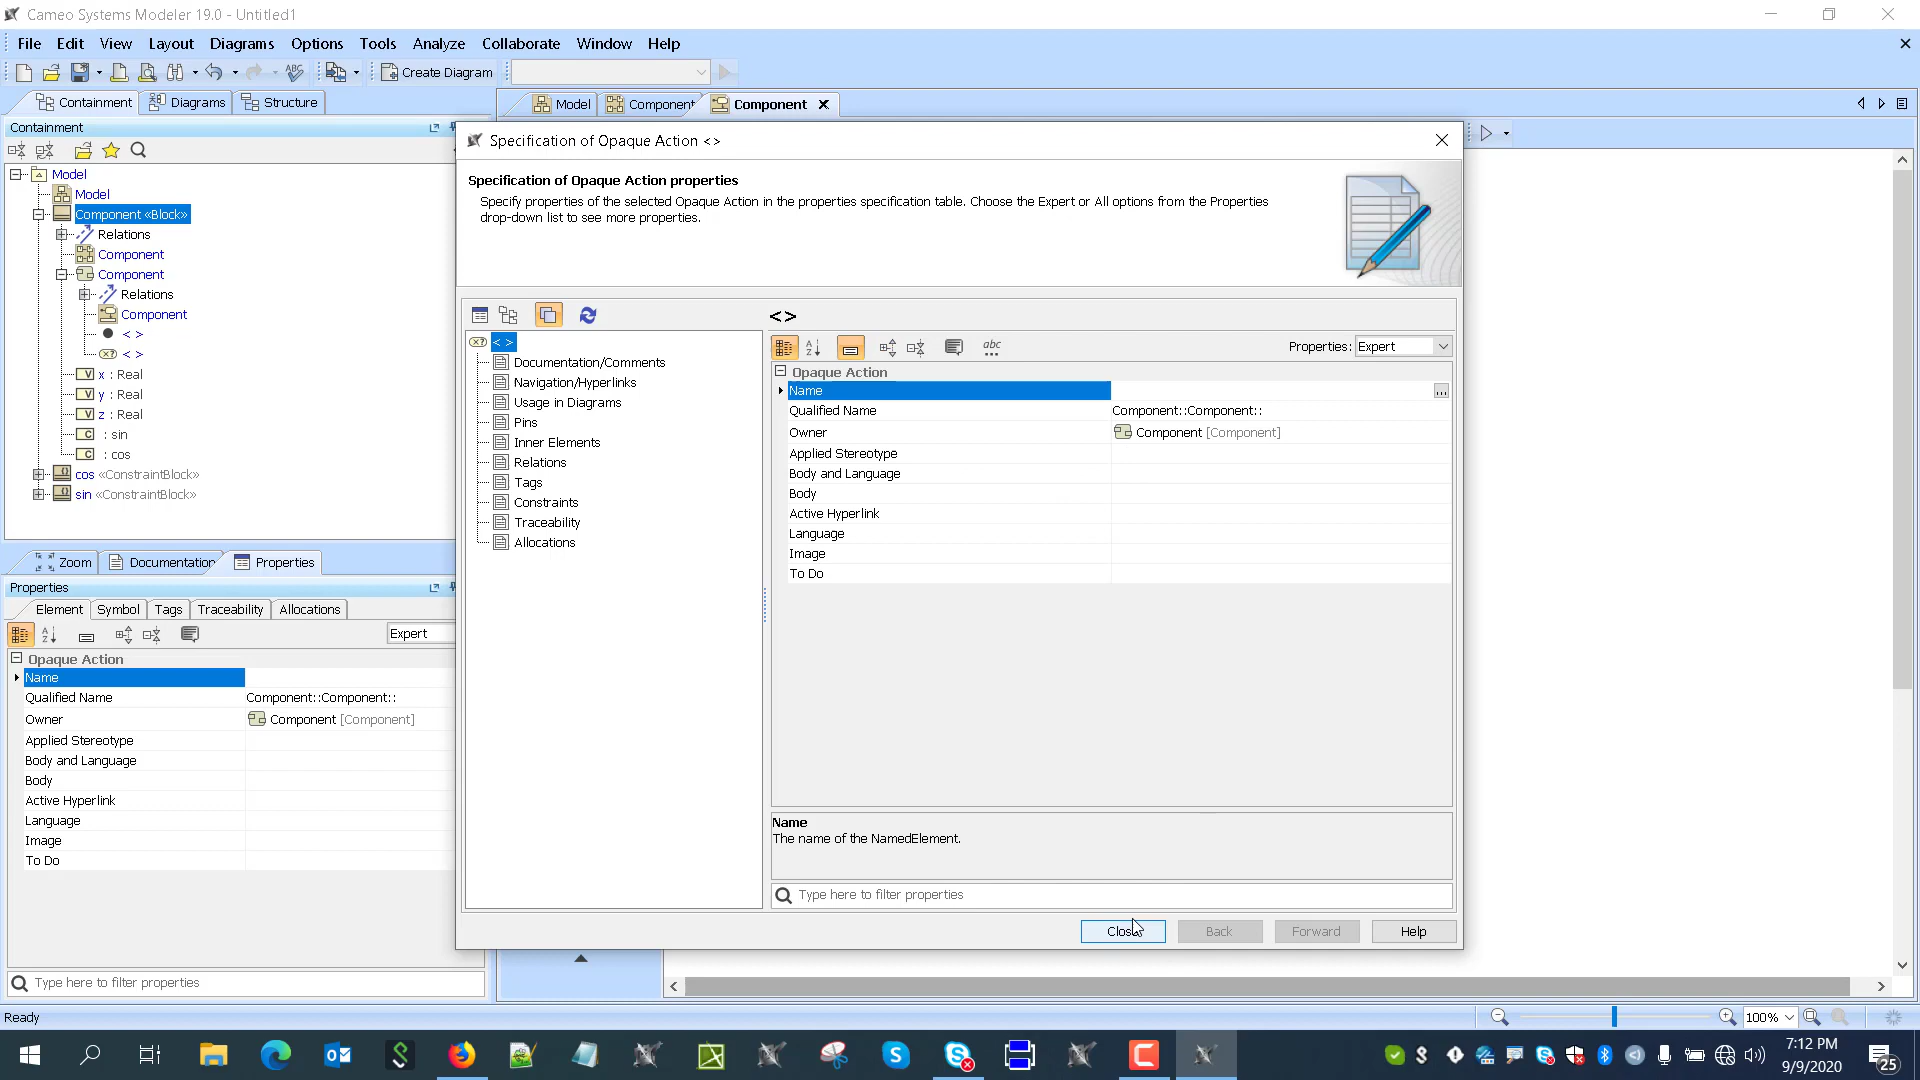 Cameo Systems Modeler 19.0 - Untitled1
File Edit View Layout Diagrams Options Tools Analyze Collaborate Window Help
Create Diagram
Containment Diagrams Structure
Model Component Component
Containment
Model
Model
Component «Block»
Relations
Component
Component
Relations
Component
< >
< >
x : Real
y : Real
z : Real
: sin
: cos
cos «ConstraintBlock»
sin «ConstraintBlock»
Zoom Documentation Properties
Properties
Element Symbol Tags Traceability Allocations
Expert
Opaque Action
Name
Qualified Name Component::Component::
Owner Component [Component]
Applied Stereotype
Body and Language
Body
Active Hyperlink
Language
Image
To Do
Type here to filter properties
Specification of Opaque Action <>
Specification of Opaque Action properties
Specify properties of the selected Opaque Action in the properties specification table. Choose the Expert or All options from the Properties
drop-down list to see more properties.
<>
< >
Documentation/Comments
Navigation/Hyperlinks
Usage in Diagrams
Pins
Inner Elements
Relations
Tags
Constraints
Traceability
Allocations
Properties: Expert
Opaque Action
Name
Qualified Name Component::Component::
Owner Component [Component]
Applied Stereotype
Body and Language
Body
Active Hyperlink
Language
Image
To Do
Name
The name of the NamedElement.
Type here to filter properties
Close Back Forward Help
Ready
100%
7:12 PM
9/9/2020
25